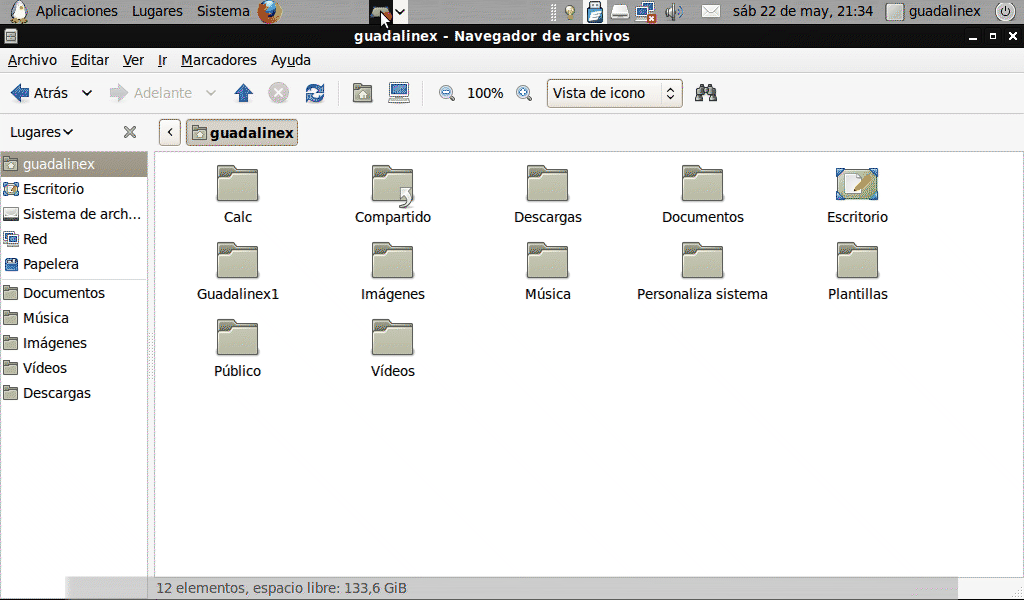 Aplicaciones Lugares Sistema sáb 22 de may, 21:34 guadalinex
guadalinex - Navegador de archivos
Archivo Editar Ver Ir Marcadores Ayuda
Atrás Adelante 100% Vista de icono
Lugares guadalinex
guadalinex
Escritorio
Sistema de arch...
Red
Papelera
Documentos
Música
Imágenes
Vídeos
Descargas
Calc Compartido Descargas Documentos Escritorio
Guadalinex1 Imágenes Música Personaliza sistema Plantillas
Público Vídeos
12 elementos, espacio libre: 133,6 GiB